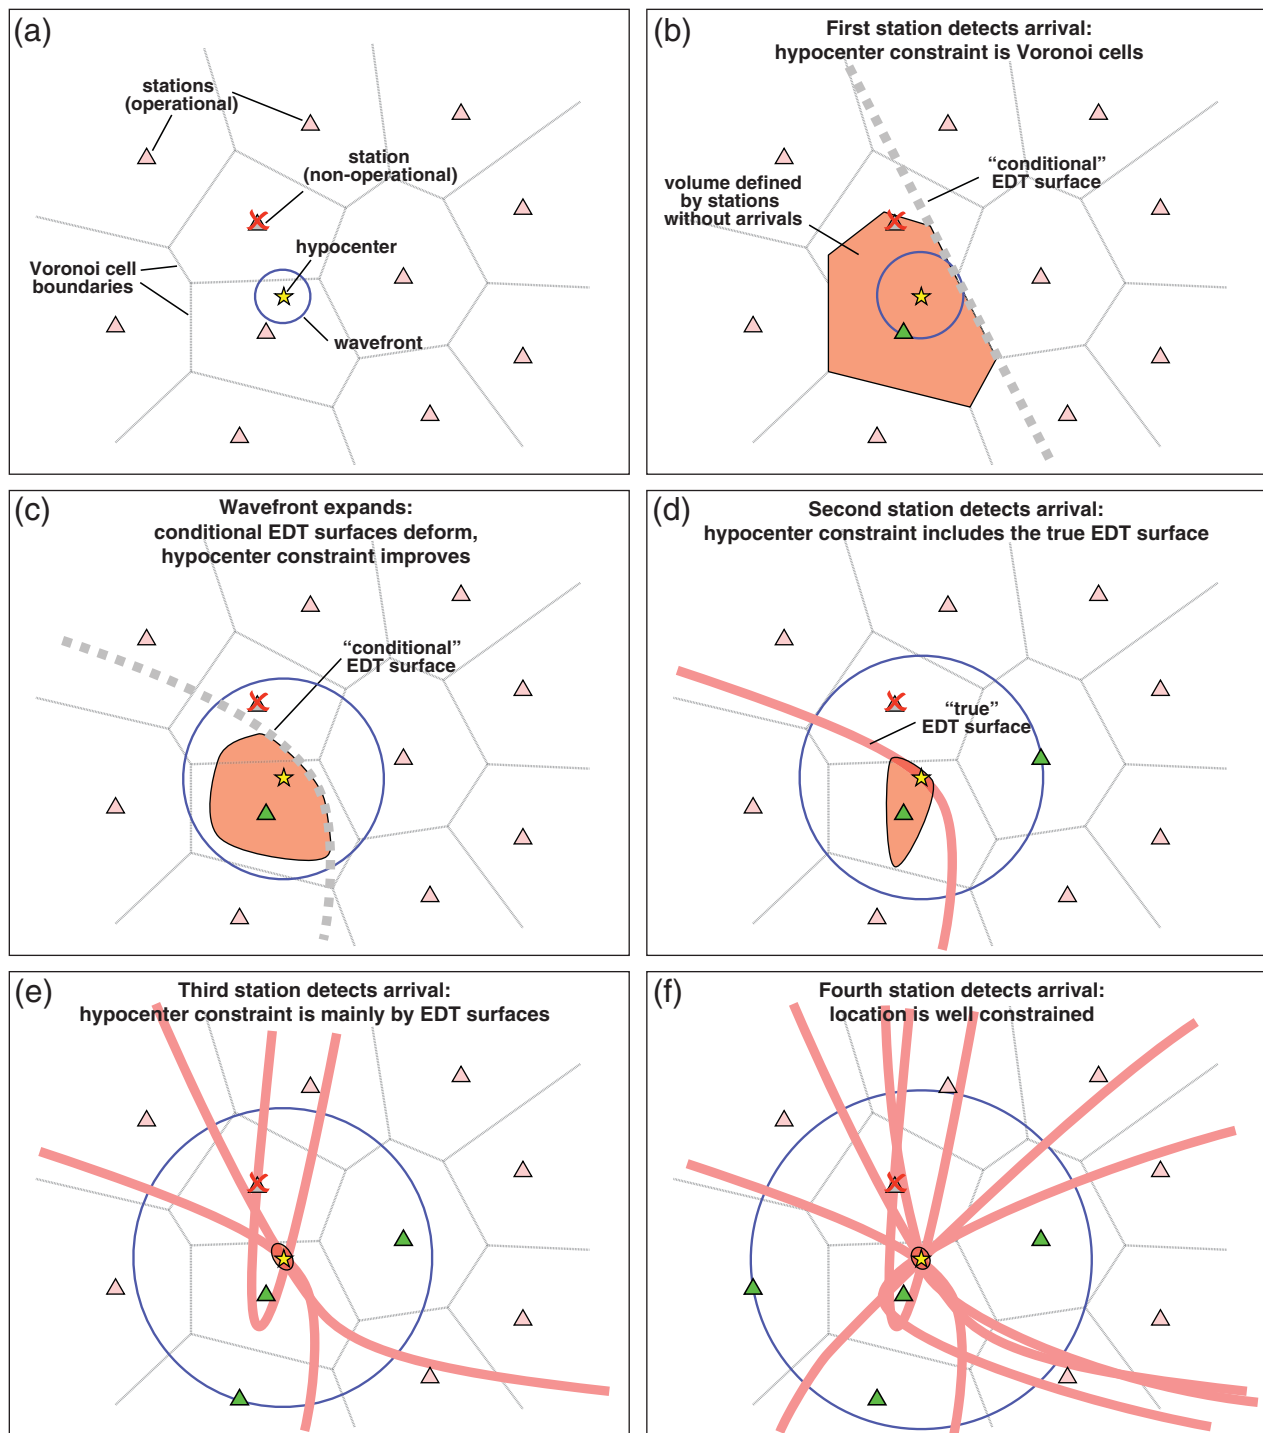 (a)
stations
(operational)
station
(non-operational)
hypocenter
Voronoi cell
boundaries
wavefront
(b)
First station detects arrival:
hypocenter constraint is Voronoi cells
“conditional”
EDT surface
volume defined
by stations
without arrivals
(c)
Wavefront expands:
conditional EDT surfaces deform,
hypocenter constraint improves
“conditional”
EDT surface
(d)
Second station detects arrival:
hypocenter constraint includes the true EDT surface
“true”
EDT surface
(e)
Third station detects arrival:
hypocenter constraint is mainly by EDT surfaces
(f)
Fourth station detects arrival:
location is well constrained